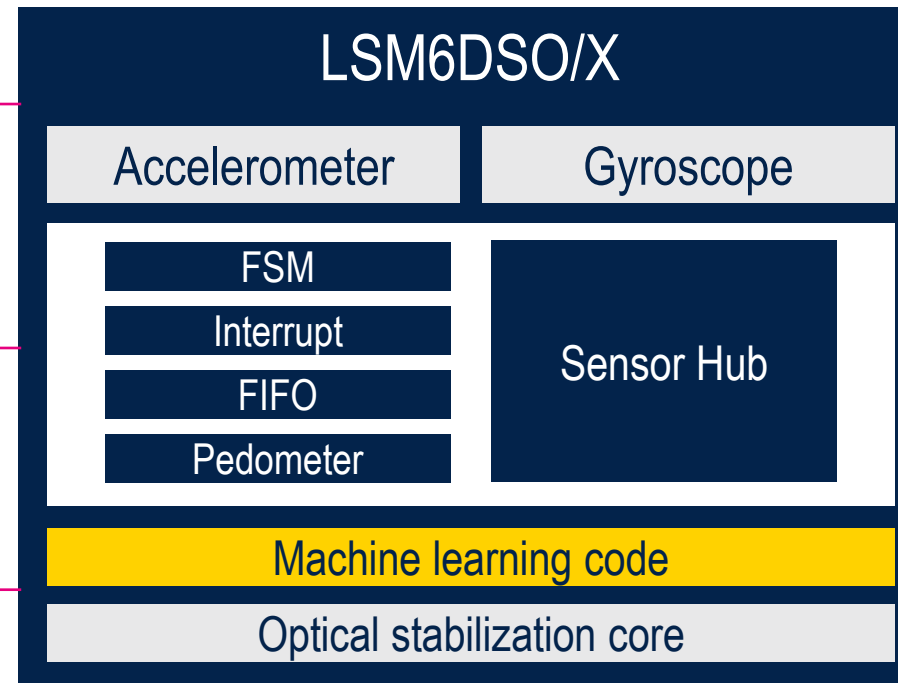 LSM6DSO/X
Accelerometer
Gyroscope
FSM
Interrupt
FIFO
Pedometer
Sensor Hub
Machine learning code
Optical stabilization core